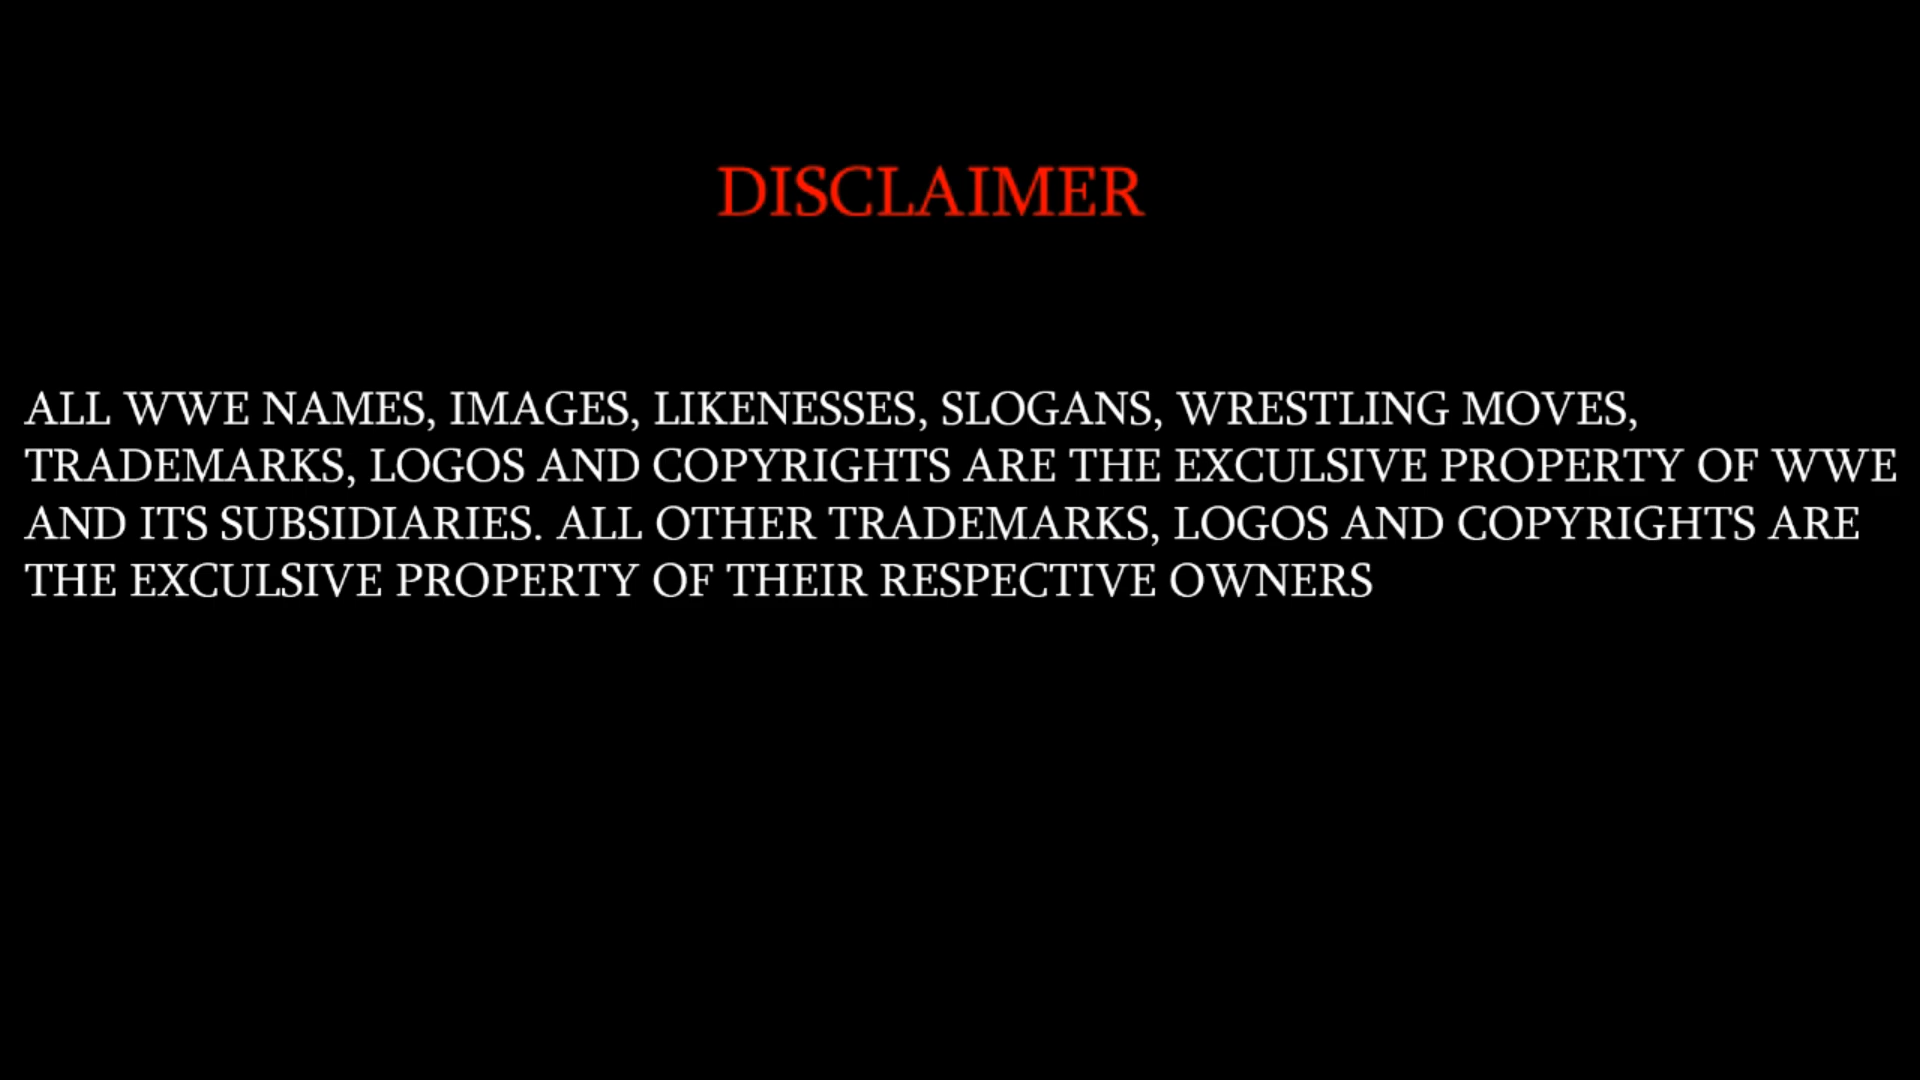 DISCLAIMER
ALL WWE NAMES, IMAGES, LIKENESSES, SLOGANS, WRESTLING MOVES,
TRADEMARKS, LOGOS AND COPYRIGHTS ARE THE EXCULSIVE PROPERTY OF WWE
AND ITS SUBSIDIARIES. ALL OTHER TRADEMARKS, LOGOS AND COPYRIGHTS ARE
THE EXCULSIVE PROPERTY OF THEIR RESPECTIVE OWNERS